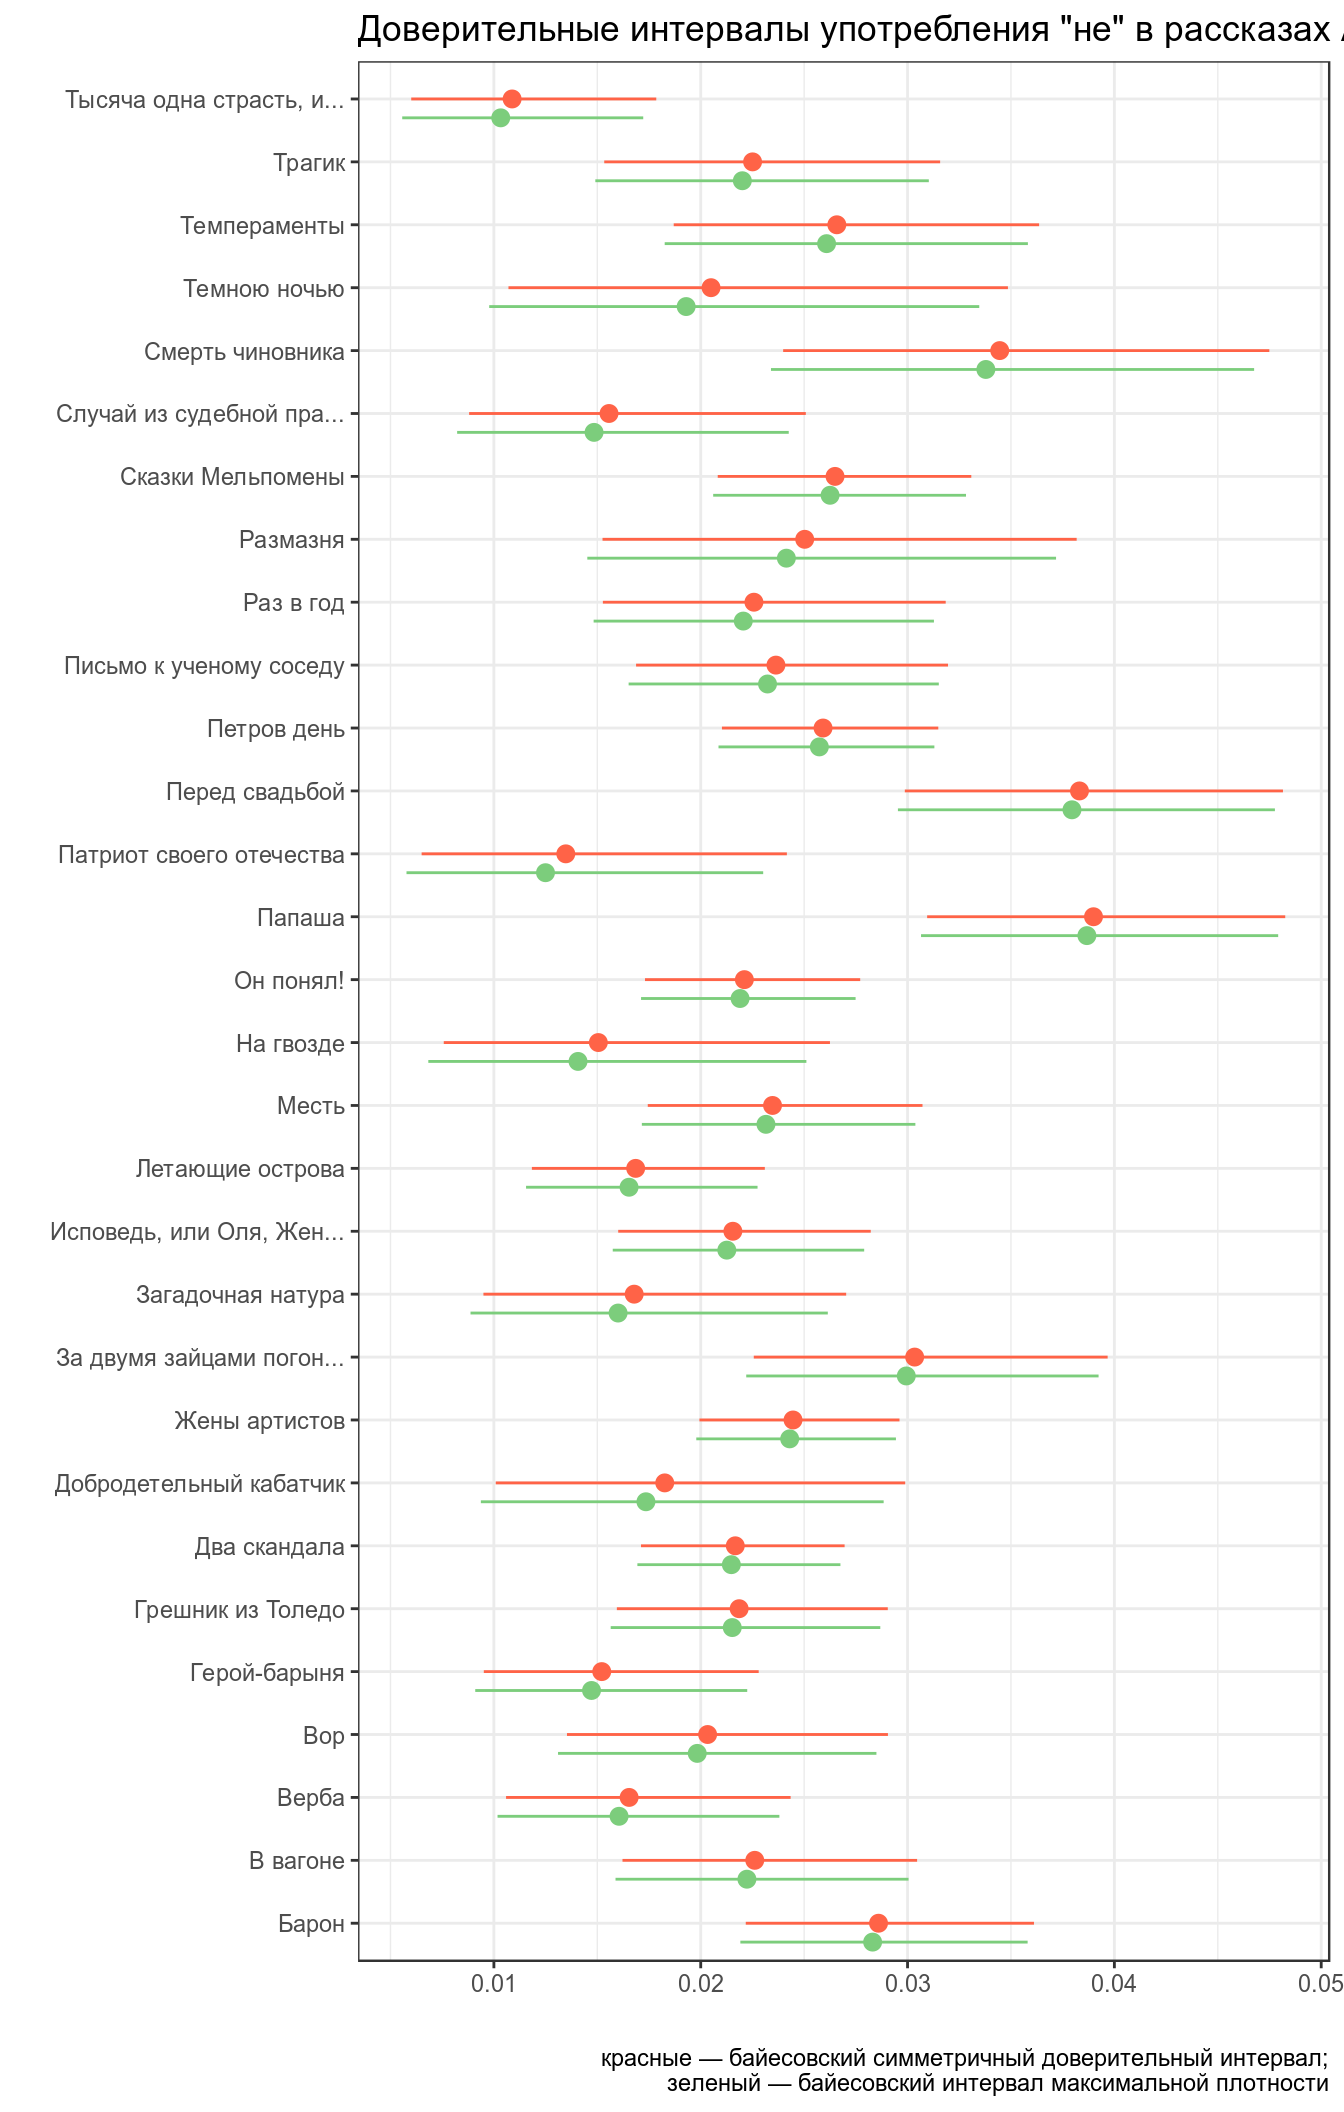 Доверительные интервалы употребления "не" в рассказах
Тысяча одна страсть, и...
Трагик
Темпераменты
Темною ночью
Смерть чиновника
Случай из судебной пра...
Сказки Мельпомены
Размазня
Раз в год
Письмо к ученому соседу
Петров день
Перед свадьбой
Патриот своего отечества
Папаша
Он понял!
На гвозде
Месть
Летающие острова
Исповедь, или Оля, Жен...
Загадочная натура
За двумя зайцами погон...
Жены артистов
Добродетельный кабатчик
Два скандала
Грешник из Толедо
Герой-барыня
Вор
Верба
В вагоне
Барон
0.01 0.02 0.03 0.04 0.05
красные — байесовский симметричный доверительный интервал;
зеленый — байесовский интервал максимальной плотности